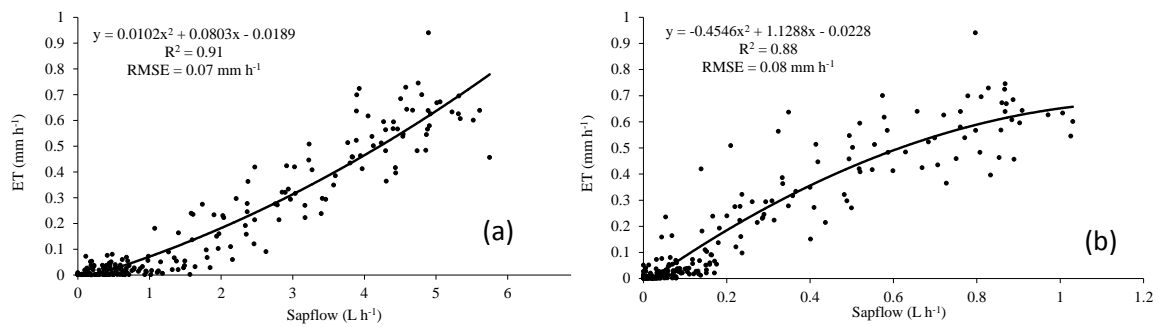 1
0.9
0.8
0.7
0.6
0.5
0.4
0.3
0.2
0.1
0
ET (mm h-1)
y = 0.0102x² + 0.0803x - 0.0189
R² = 0.91
RMSE = 0.07 mm h-1
(a)
0 1 2 3 4 5 6
Sapflow (L h-1)
1
0.9
0.8
0.7
0.6
0.5
0.4
0.3
0.2
0.1
0
ET (mm h-1)
y = -0.4546x² + 1.1288x - 0.0228
R² = 0.88
RMSE = 0.08 mm h-1
(b)
0 0.2 0.4 0.6 0.8 1 1.2
Sapflow (L h-1)